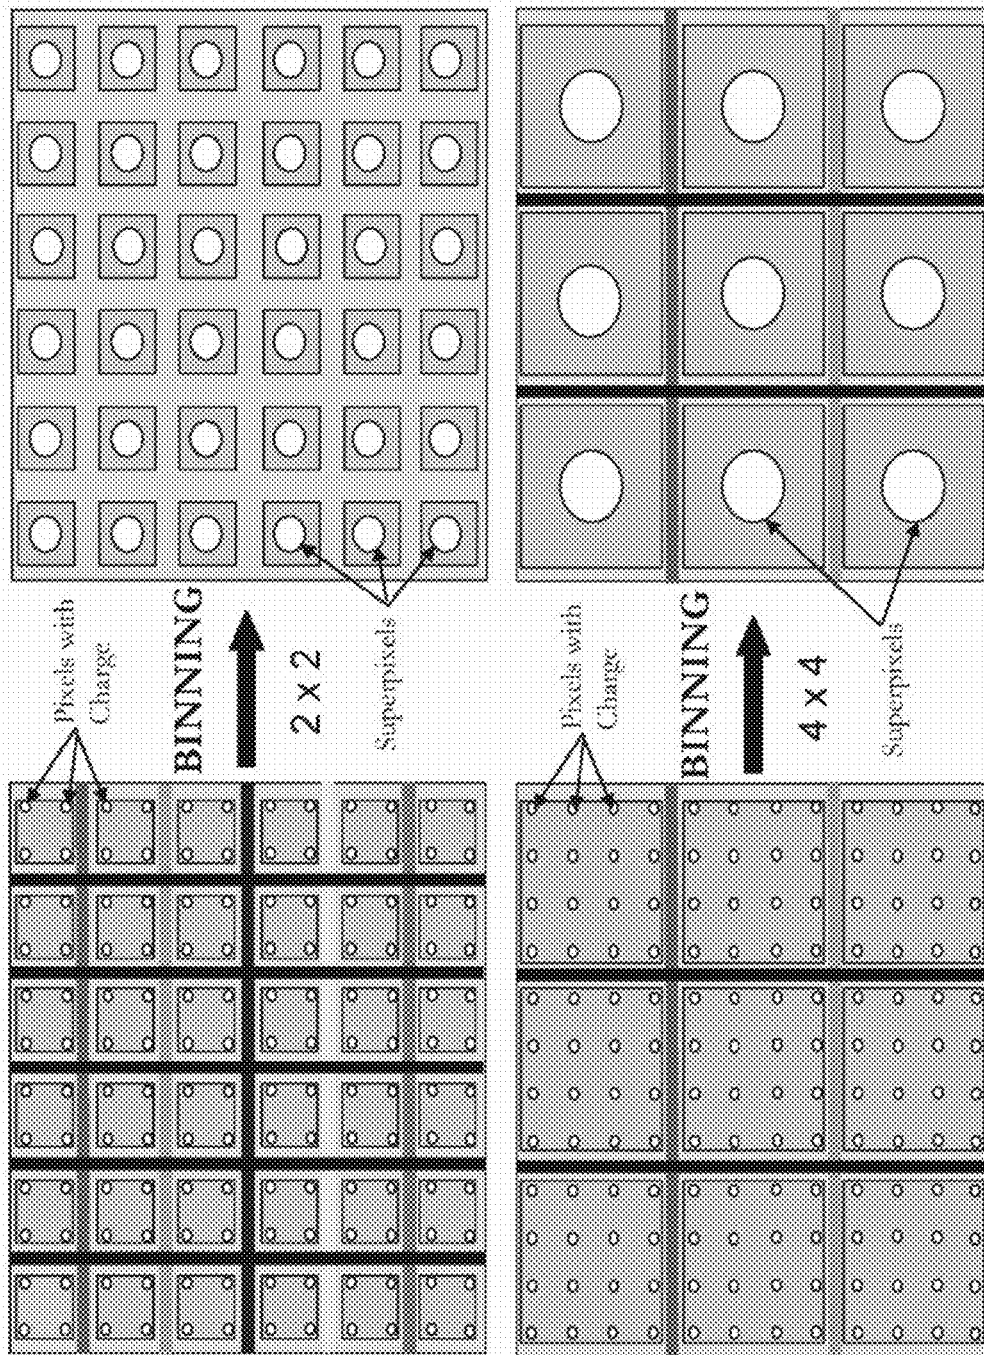 Pixels with
Charge
BINNING
2 x 2
Superpixels
Pixels with
Charge
BINNING
4 x 4
Superpixels